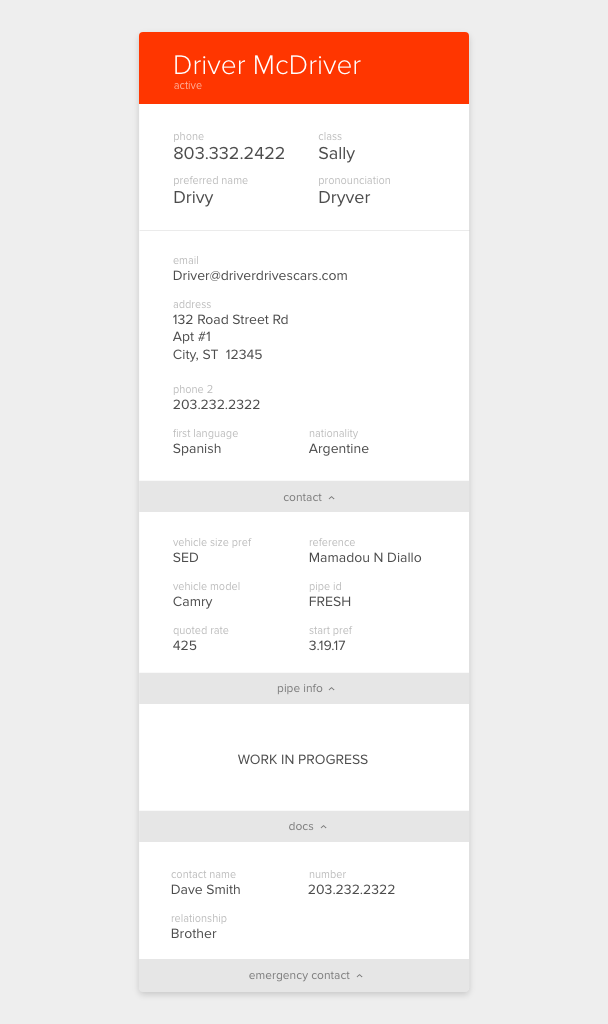 Driver McDriver
active
phone class
803.332.2422 Sally
preferred name pronounciation
Drivy Dryver
email
Driver@driverdrivescars.com
address
132 Road Street Rd
Apt #1
City, ST  12345
phone 2
203.232.2322
first language nationality
Spanish Argentine
contact
vehicle size pref reference
SED Mamadou N Diallo
vehicle model pipe id
Camry FRESH
quoted rate start pref
425 3.19.17
pipe info
WORK IN PROGRESS
docs
contact name number
Dave Smith 203.232.2322
relationship
Brother
emergency contact